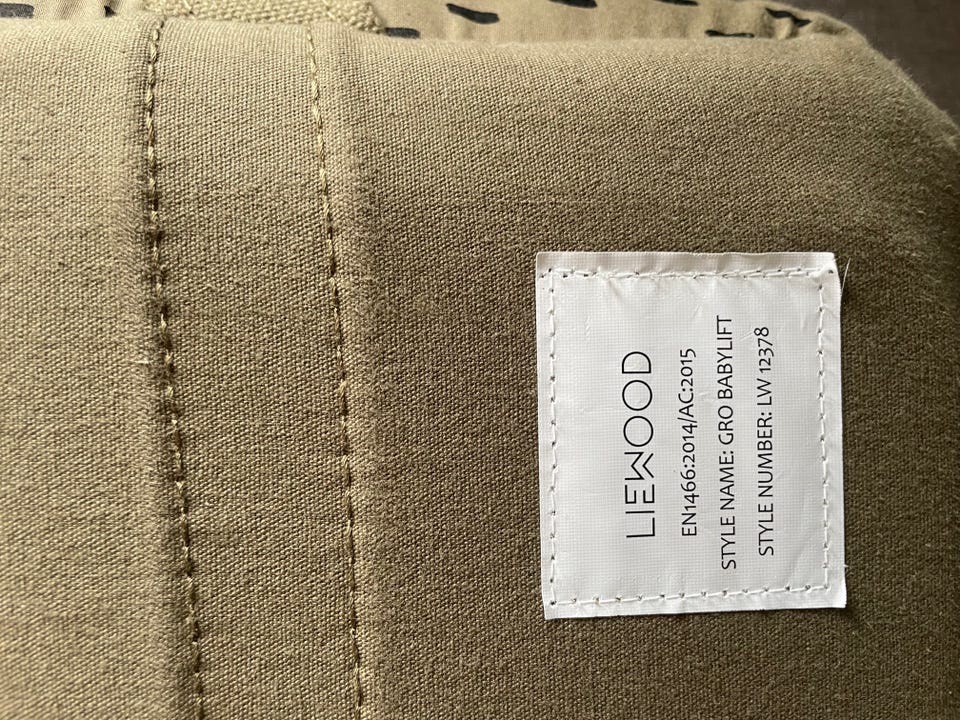 LIEWOOD
EN1466:2014/AC:2015
STYLE NAME: GRO BABYLIFT
STYLE NUMBER: LW 12378